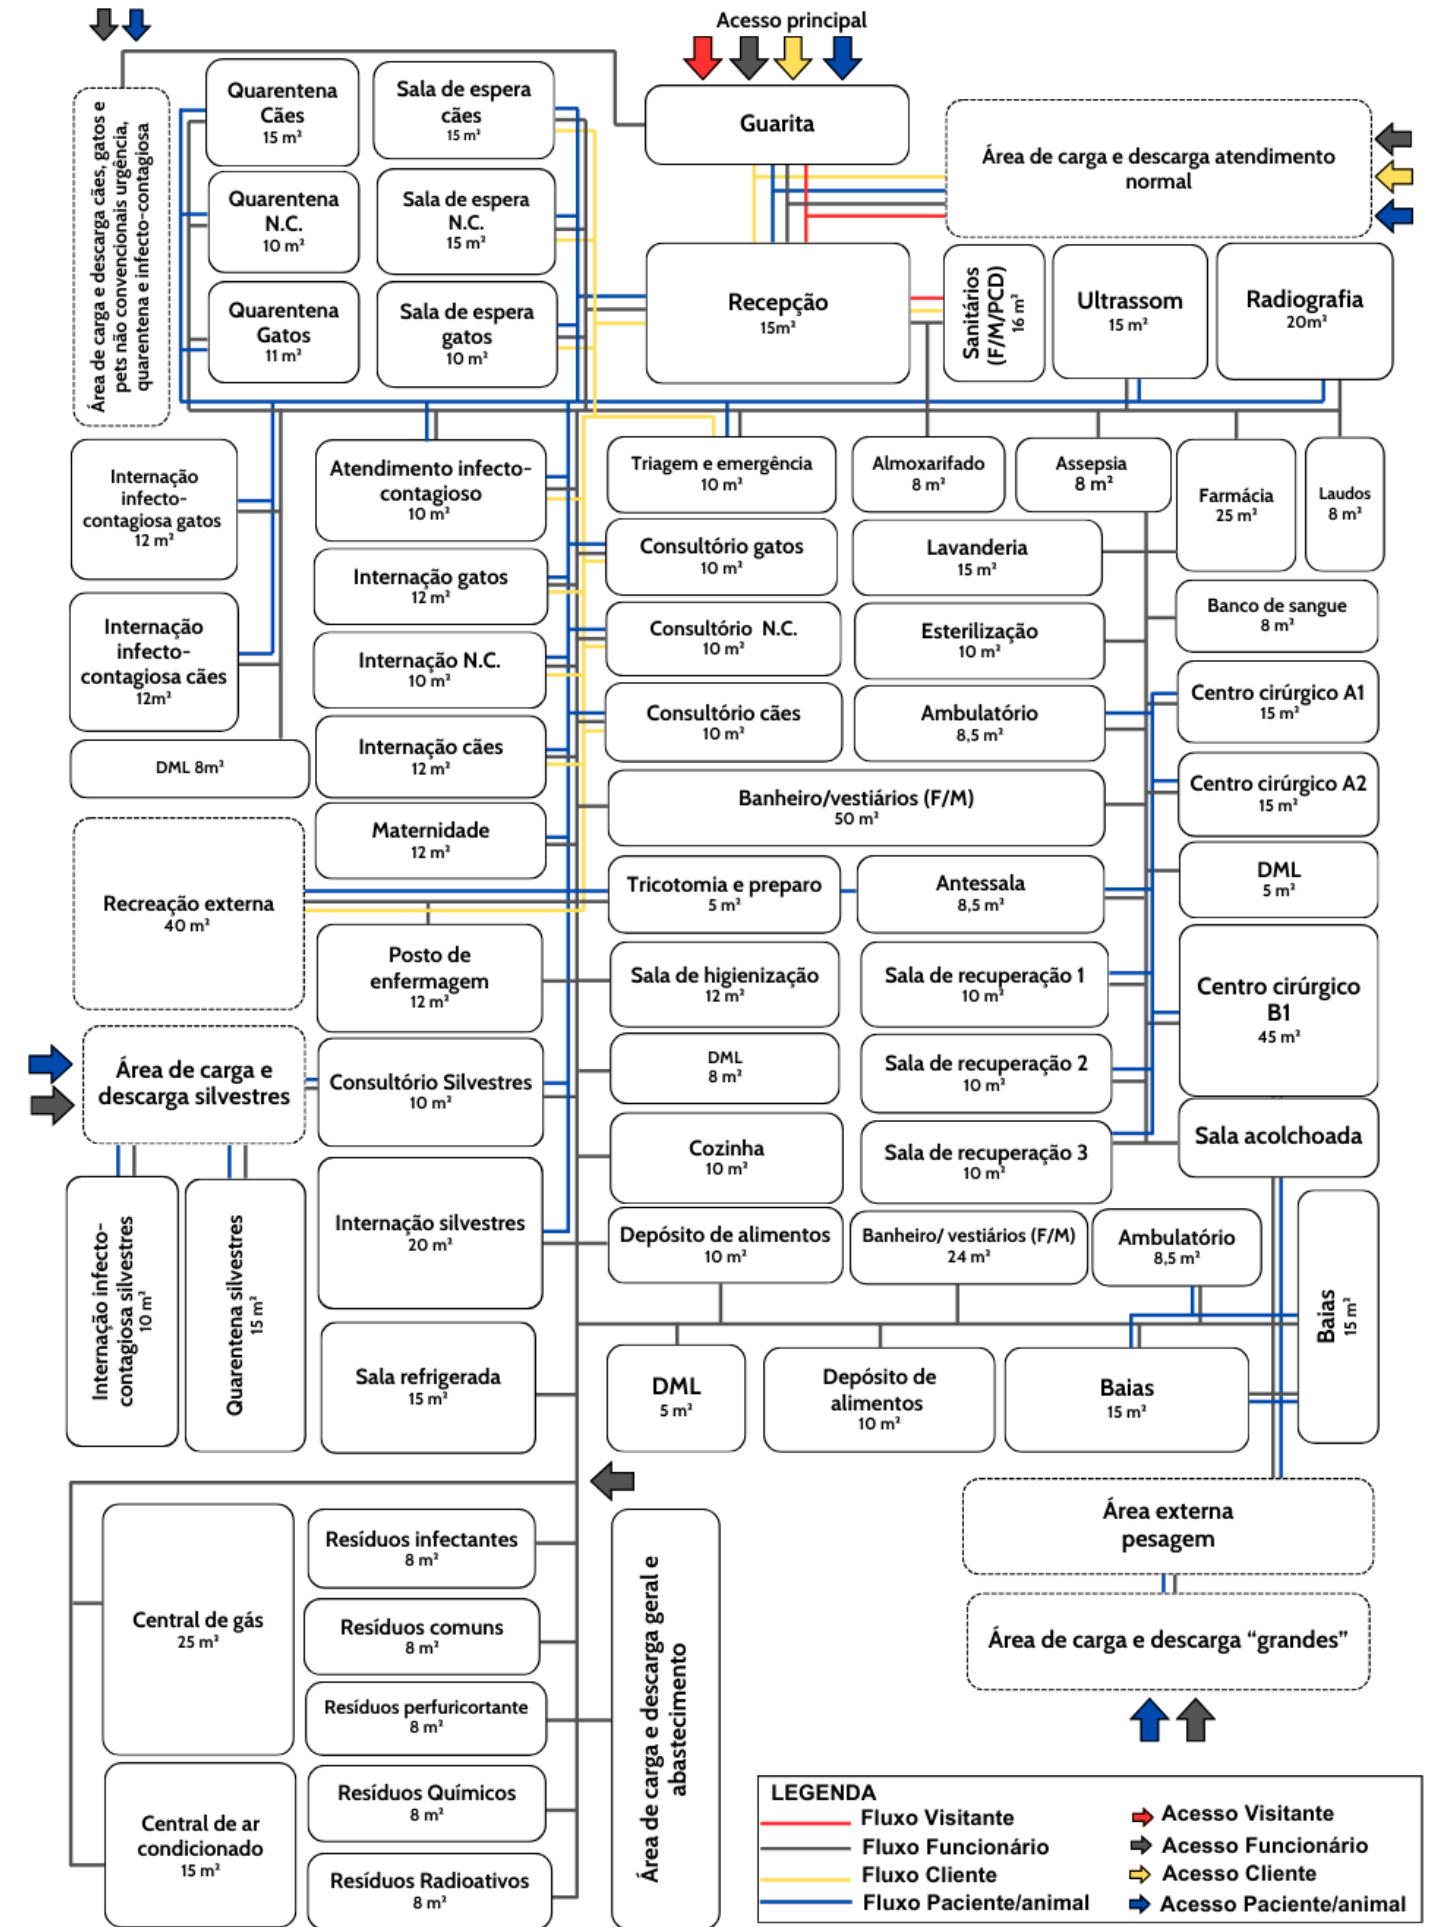 Acesso principal
Guarita
Área de carga e descarga cães, gatos e
pets não convencionais urgência,
quarentena e infecto-contagiosa
Quarentena
Cães
15 m²
Sala de espera
cães
15 m²
Área de carga e descarga atendimento
normal
Quarentena
N.C.
10 m²
Sala de espera
N.C.
15 m²
Quarentena
Gatos
11 m²
Sala de espera
gatos
10 m²
Recepção
15m²
Sanitários
(F/M/PCD)
16 m²
Ultrassom
15 m²
Radiografia
20m²
Internação
infecto-
contagiosa gatos
12 m²
Atendimento infecto-
contagioso
10 m²
Triagem e emergência
10 m²
Almoxarifado
8 m²
Assepsia
8 m²
Farmácia
25 m²
Laudos
8 m²
Internação gatos
12 m²
Consultório gatos
10 m²
Lavanderia
15 m²
Internação
infecto-
contagiosa cães
12m²
Internação N.C.
10 m²
Consultório N.C.
10 m²
Esterilização
10 m²
Banco de sangue
8 m²
DML 8m²
Internação cães
12 m²
Consultório cães
10 m²
Ambulatório
8,5 m²
Centro cirúrgico A1
15 m²
Maternidade
12 m²
Banheiro/vestiários (F/M)
50 m²
Centro cirúrgico A2
15 m²
Recreação externa
40 m²
Tricotomia e preparo
5 m²
Antessala
8,5 m²
DML
5 m²
Posto de
enfermagem
12 m²
Sala de higienização
12 m²
Sala de recuperação 1
10 m²
Centro cirúrgico
B1
45 m²
Área de carga e
descarga silvestres
Consultório Silvestres
10 m²
DML
8 m²
Sala de recuperação 2
10 m²
Cozinha
10 m²
Sala de recuperação 3
10 m²
Sala acolchoada
Internação infecto-
contagiosa silvestres
10 m²
Quarentena silvestres
15 m²
Internação silvestres
20 m²
Depósito de alimentos
10 m²
Banheiro/ vestiários (F/M)
24 m²
Ambulatório
8,5 m²
Baias
15 m²
Sala refrigerada
15 m²
DML
5 m²
Depósito de
alimentos
10 m²
Baias
15 m²
Área externa
pesagem
Central de gás
25 m²
Resíduos infectantes
8 m²
Resíduos comuns
8 m²
Resíduos perfuricortante
8 m²
Área de carga e descarga geral e
abastecimento
Área de carga e descarga “grandes”
Central de ar
condicionado
15 m²
Resíduos Químicos
8 m²
Resíduos Radioativos
8 m²
LEGENDA
Fluxo Visitante
Fluxo Funcionário
Fluxo Cliente
Fluxo Paciente/animal
Acesso Visitante
Acesso Funcionário
Acesso Cliente
Acesso Paciente/animal